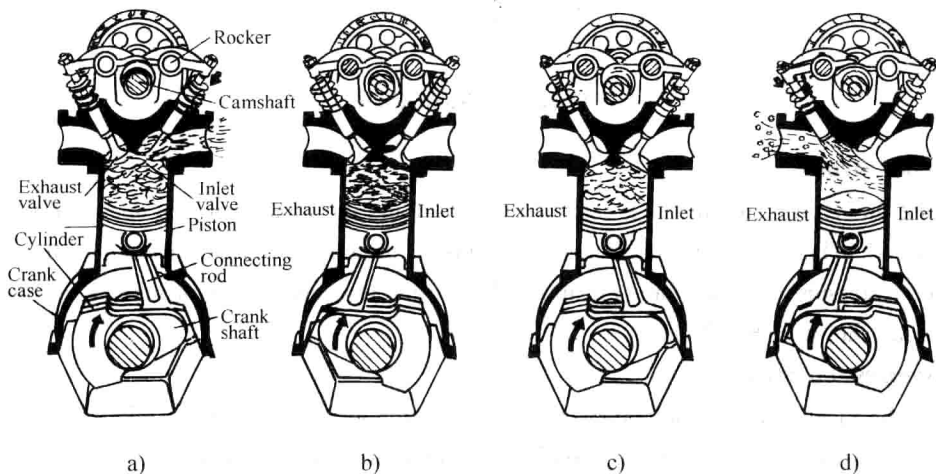 Rocker
Camshaft
Exhaust
valve
Inlet
valve
Piston
Cylinder
Crank
case
Connecting
rod
Crank
shaft
Exhaust
Inlet
Exhaust
Inlet
Exhaust
Inlet
a)
b)
c)
d)